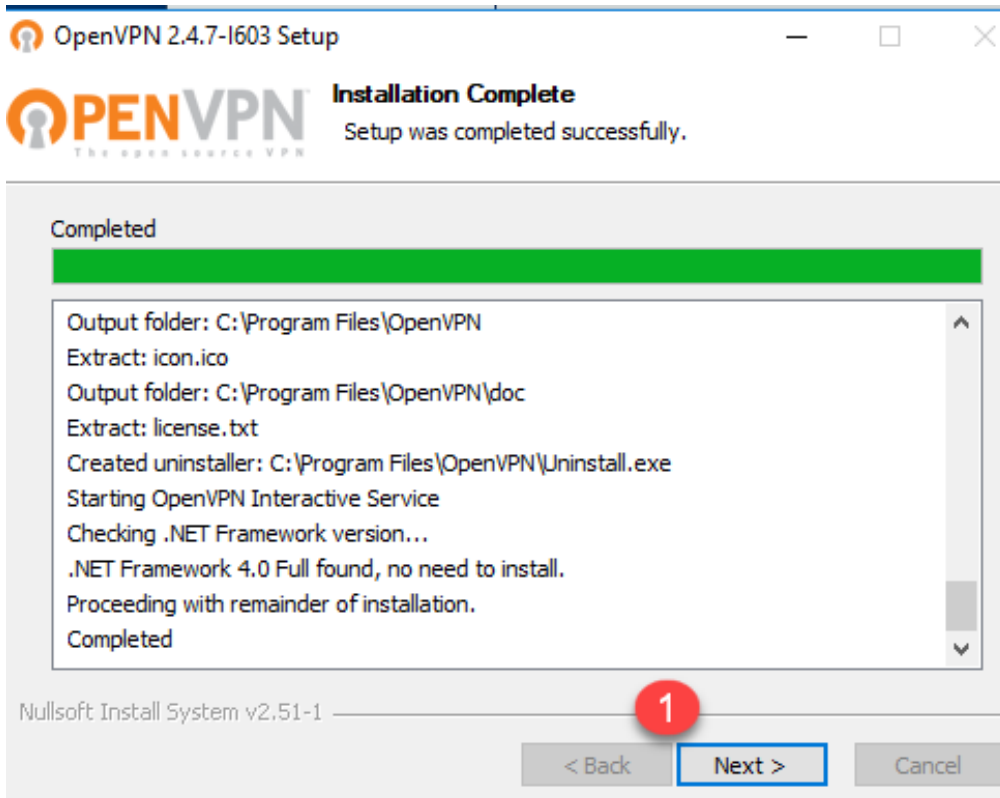 OpenVPN 2.4.7-I603 Setup
OPENVPN
The open source VPN
Installation Complete
Setup was completed successfully.
Completed
Output folder: C:\Program Files\OpenVPN
Extract: icon.ico
Output folder: C:\Program Files\OpenVPN\doc
Extract: license.txt
Created uninstaller: C:\Program Files\OpenVPN\Uninstall.exe
Starting OpenVPN Interactive Service
Checking .NET Framework version...
.NET Framework 4.0 Full found, no need to install.
Proceeding with remainder of installation.
Completed
Nullsoft Install System v2.51-1
1
< Back Next > Cancel